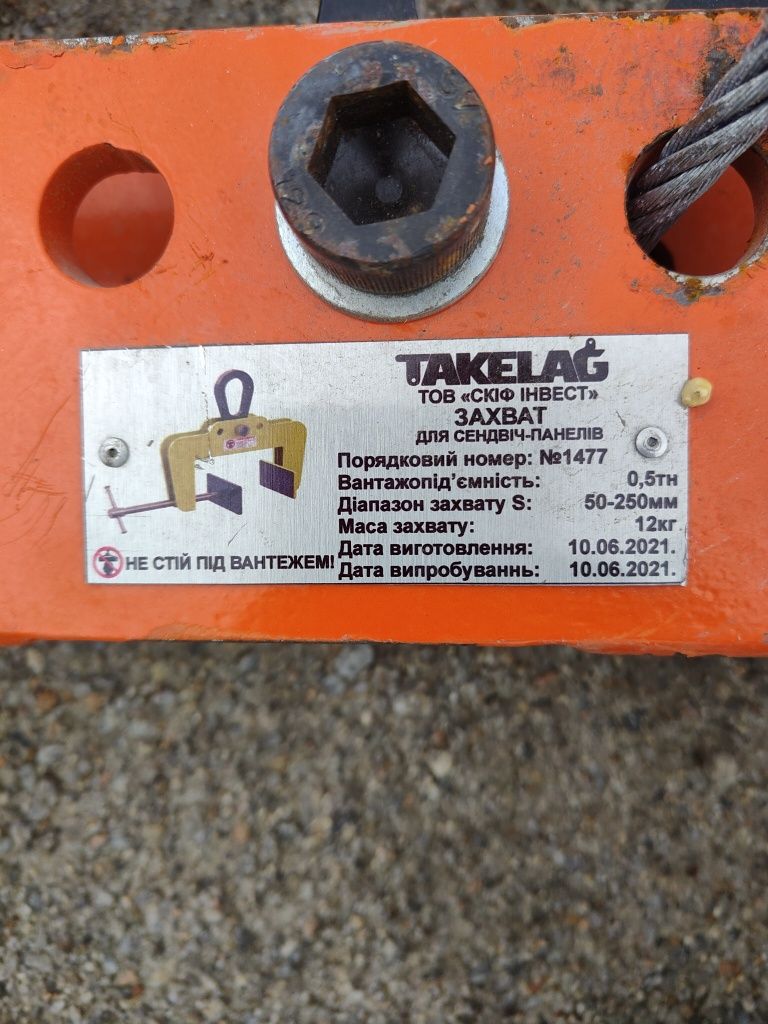 TAKELAG
ТОВ «СКІФ ІНВЕСТ»
ЗАХВАТ
ДЛЯ СЕНДВІЧ-ПАНЕЛІВ
Порядковий номер: №1477
Вантажопід'ємність: 0,5тн
Діапазон захвату S: 50-250мм
Маса захвату: 12кг
Дата виготовлення: 10.06.2021.
Дата випробуваннь: 10.06.2021.
НЕ СТІЙ ПІД ВАНТЕЖЕМ!